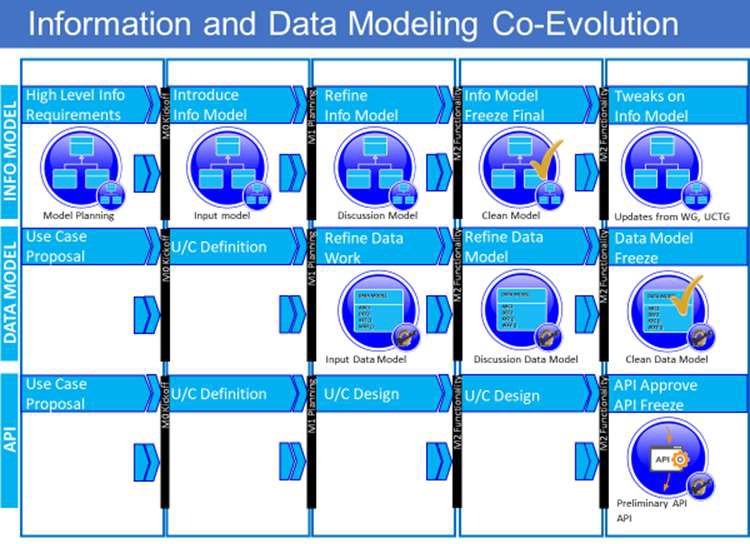 Information and Data Modeling Co-Evolution
INFO MODEL
High Level Info
Requirements
Model Planning
M0 Kickoff
Introduce
Info Model
Input model
M1 Planning
Refine
Info Model
Discussion Model
M2 Functionality
Info Model
Freeze Final
Clean Model
M2 Functionality
Tweaks on
Info Model
Updates from WG, UCTG
DATA MODEL
Use Case
Proposal
M0 Kickoff
U/C Definition
M1 Planning
Refine Data
Work
DATA MODEL
Input Data Model
M2 Functionality
Refine Data
Model
DATA MODEL
Discussion Data Model
M2 Functionality
Data Model
Freeze
Clean Data Model
API
Use Case
Proposal
M0 Kickoff
U/C Definition
M1 Planning
U/C Design
M2 Functionality
U/C Design
M2 Functionality
API Approve
API Freeze
API
Preliminary API
API